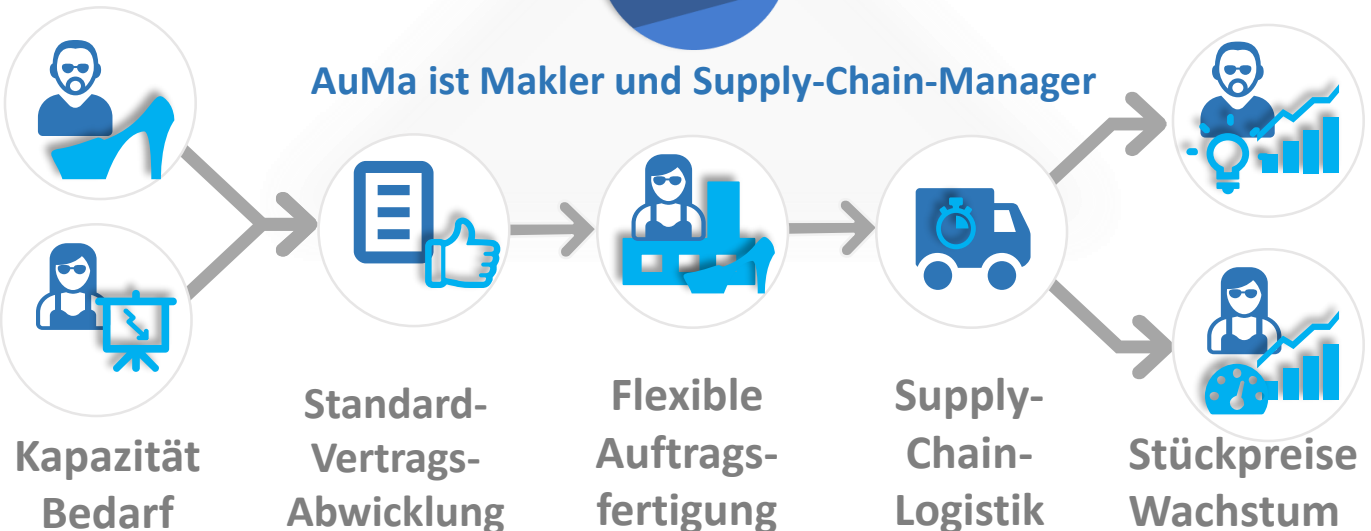 AuMa ist Makler und Supply-Chain-Manager
Kapazität
Bedarf
Standard-
Vertrags-
Abwicklung
Flexible
Auftrags-
fertigung
Supply-
Chain-
Logistik
Stückpreise
Wachstum